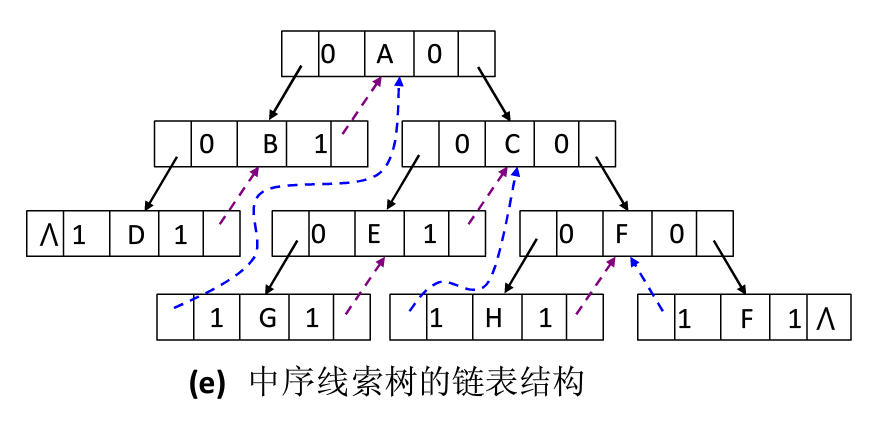 0 A 0
0 B 1 0 C 0
Λ 1 D 1 0 E 1 0 F 0
1 G 1 1 H 1 1 F 1 Λ
(e) 中序线索树的链表结构